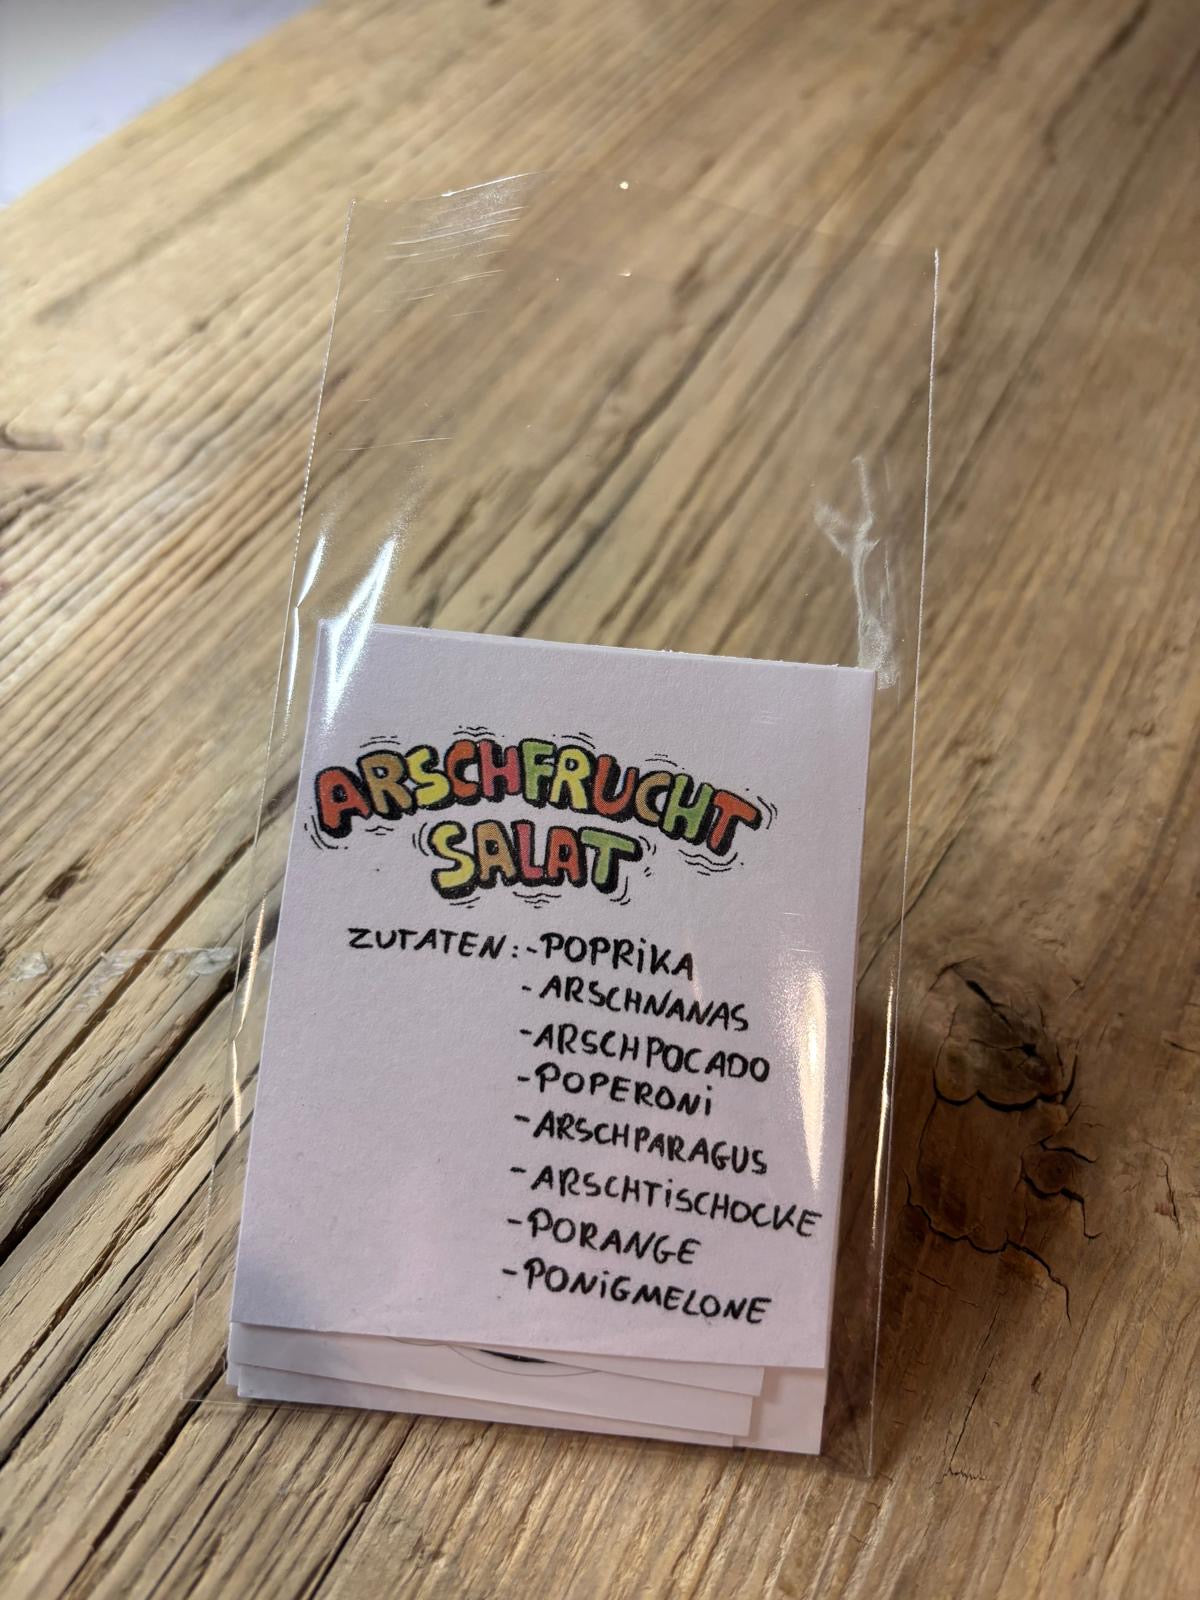 ARSCHFRUCHT
SALAT
ZUTATEN: -POPRiKA
- ARSCHNANAS
-ARSCHPOCADO
-POPERONi
-ARSCHPARAGUS
- ARSCHTiSCHOCKE
-PORANGE
-PONiGMELONE